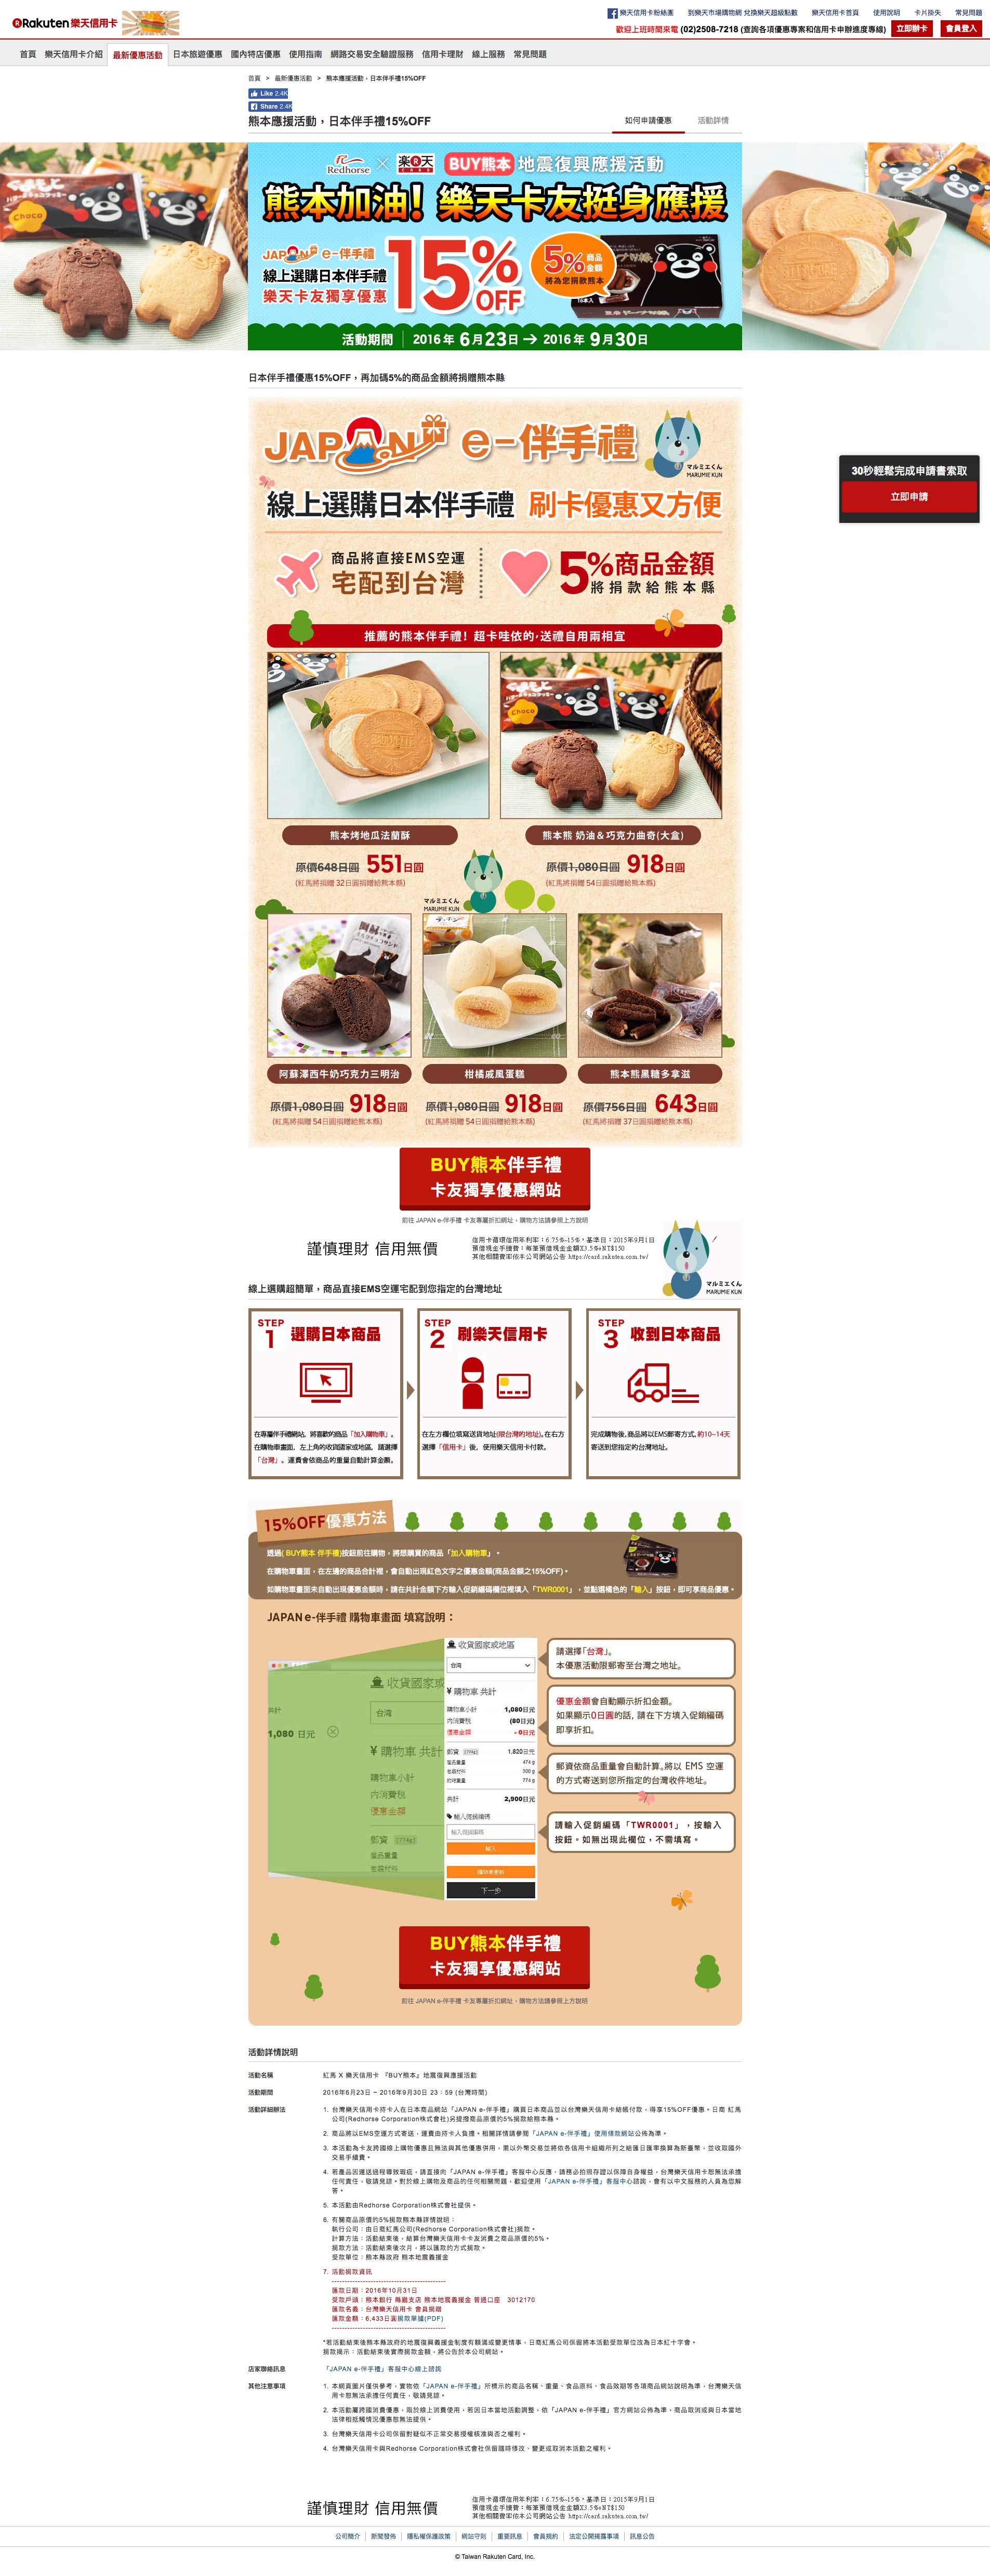 Rakuten 樂天信用卡
樂天信用卡粉絲團 到樂天市場購物網 兌換樂天超級點數 樂天信用卡首頁 使用說明 卡片掛失 常見問題
歡迎上班時間來電 (02)2508-7218 (查詢各項優惠專案和信用卡申辦進度專線) 立即辦卡 會員登入
首頁 樂天信用卡介紹 最新優惠活動 日本旅遊優惠 國內特店優惠 使用指南 網路交易安全驗證服務 信用卡理財 線上服務 常見問題
首頁 > 最新優惠活動 > 熊本應援活動，日本伴手禮15%OFF
Like 2.4K
Share 2.4K
熊本應援活動，日本伴手禮15%OFF
如何申請優惠 活動詳情
Redhorse × 楽天 BUY熊本 地震復興應援活動
熊本加油! 樂天卡友挺身應援
JAPAN e-伴手禮
線上選購日本伴手禮
樂天卡友獨享優惠
15%OFF
5%商品金額
將為您捐款熊本
活動期間 2016年 6月23日 → 2016年 9月30日
日本伴手禮優惠15%OFF，再加碼5%的商品金額將捐贈熊本縣
JAPAN e-伴手禮
マルミエくん
MARUMIE KUN
30秒輕鬆完成申請書索取
立即申請
線上選購日本伴手禮 刷卡優惠又方便
商品將直接EMS空運
宅配到台灣
5%商品金額
將捐款給熊本縣
推薦的熊本伴手禮! 超卡哇依的,送禮自用兩相宜
Choco
熊本烤地瓜法蘭酥
熊本熊 奶油＆巧克力曲奇(大盒)
原價648日圓 551日圓
(紅馬將捐贈 32日圓捐贈給熊本縣)
原價1,080日圓 918日圓
(紅馬將捐贈 54日圓捐贈給熊本縣)
マルミエくん
MARUMIE KUN
阿蘇澤西牛奶巧克力三明治
柑橘戚風蛋糕
熊本熊黑糖多拿滋
原價1,080日圓 918日圓
(紅馬將捐贈 54日圓捐贈給熊本縣)
原價1,080日圓 918日圓
(紅馬將捐贈 54日圓捐贈給熊本縣)
原價756日圓 643日圓
(紅馬將捐贈 37日圓捐贈給熊本縣)
BUY熊本伴手禮
卡友獨享優惠網站
前往 JAPAN e-伴手禮 卡友專屬折扣網址，購物方法請參照上方說明
謹慎理財 信用無價
信用卡循環信用年利率：6.75%~15%，基準日：2015年9月1日
預借現金手續費：每筆預借現金金額X3.5%+NT$150
其他相關費率依本公司網站公告 https://card.rakuten.com.tw/
マルミエくん
MARUMIE KUN
線上選購超簡單，商品直接EMS空運宅配到您指定的台灣地址
STEP 1 選購日本商品
在專屬伴手禮網站，將喜歡的商品「加入購物車」。
在購物車畫面，左上角的收貨國家或地區，請選擇
「台灣」。運費會依商品的重量自動計算金額。
STEP 2 刷樂天信用卡
在左方欄位填寫送貨地址(限台灣的地址)。在右方
選擇「信用卡」後，使用樂天信用卡付款。
STEP 3 收到日本商品
完成購物後，商品將以EMS郵寄方式，約10~14天
寄送到您指定的台灣地址。
15%OFF優惠方法
透過( BUY熊本 伴手禮)按鈕前往購物，將想購買的商品「加入購物車」。
在購物車畫面，在左邊的商品合計裡，會自動出現紅色文字之優惠金額(商品金額之15%OFF)。
如購物車畫面未自動出現優惠金額時，請在共計金額下方輸入促銷編碼欄位裡填入「TWR0001」，並點選橘色的「輸入」按鈕，即可享商品優惠。
JAPAN e-伴手禮 購物車畫面 填寫說明：
共計
1,080 日元
收貨國家或
台湾
¥ 購物車 共計
購物車小計
内消費税
優惠金額
郵資 (774g)
產品重量
包裝材料
收貨國家或地區
台湾
¥ 購物車 共計
購物車小計 1,080日元
内消費税 (80日元)
優惠金額 - 0日元
郵資 (774g) 1,820日元
產品重量 474 g
包裝材料 300 g
約總重量 774 g
共計 2,900日元
輸入促銷編碼
輸入促銷編碼
輸入
購物車更新
下一步
請選擇「台灣」。
本優惠活動限郵寄至台灣之地址。
優惠金額會自動顯示折扣金額。
如果顯示0日圓的話，請在下方填入促銷編碼
即享折扣。
郵資依商品重量會自動計算。將以 EMS 空運
的方式寄送到您所指定的台灣收件地址。
請輸入促銷編碼「TWR0001」，按輸入
按鈕。如無出現此欄位，不需填寫。
BUY熊本伴手禮
卡友獨享優惠網站
前往 JAPAN e-伴手禮 卡友專屬折扣網址，購物方法請參照上方說明
活動詳情說明
活動名稱 紅馬 X 樂天信用卡 『BUY熊本』地震復興應援活動
活動期間 2016年6月23日 ~ 2016年9月30日 23：59 (台灣時間)
活動詳細辦法 1. 台灣樂天信用卡持卡人在日本商品網站「JAPAN e-伴手禮」購買日本商品並以台灣樂天信用卡結帳付款，得享15%OFF優惠。日商 紅馬
公司(Redhorse Corporation株式會社)另提撥商品原價的5%捐款給熊本縣。
2. 商品將以EMS空運方式寄送，運費由持卡人負擔。相關詳情請參閱「JAPAN e-伴手禮」使用條款網站公佈為準。
3. 本活動為卡友跨國線上購物優惠且無法與其他優惠併用，需以外幣交易並將依各信用卡組織所列之結匯日匯率換算為新臺幣，並收取國外
交易手續費。
4. 若產品因運送過程導致瑕疵，請直接向「JAPAN e-伴手禮」客服中心反應，請務必拍照存證以保障自身權益，台灣樂天信用卡恕無法承擔
任何責任，敬請見諒。對於線上購物及商品的任何相關問題，歡迎使用「JAPAN e-伴手禮」客服中心諮詢，會有以中文服務的人員為您解
答。
5. 本活動由Redhorse Corporation株式會社提供。
6. 有關商品原價的5%捐款熊本縣詳情說明：
執行公司：由日商紅馬公司(Redhorse Corporation株式會社)捐款。
計算方法：活動結束後，結算台灣樂天信用卡卡友消費之商品原價的5%。
捐款方法：活動結束後次月，將以匯款的方式捐款。
受款單位：熊本縣政府 熊本地震義援金
7. 活動捐款資訊
匯款日期：2016年10月31日
受款戶頭：熊本銀行 縣廳支店 熊本地震義援金 普通口座 3012170
匯款名義：台灣樂天信用卡 會員捐贈
匯款金額：6,433日圓捐款單據(PDF)
*若活動結束後熊本縣政府的地震復興義援金制度有額滿或變更情事，日商紅馬公司保留將本活動受款單位改為日本紅十字會。
捐款揭示：活動結束後實際捐款金額，將公告於本公司網站。
店家聯絡訊息 「JAPAN e-伴手禮」客服中心線上諮詢
其他注意事項 1. 本網頁圖片僅供參考，實物依「JAPAN e-伴手禮」所標示的商品名稱、重量、食品原料、食品效期等各項商品網站說明為準，台灣樂天信
用卡恕無法承擔任何責任，敬請見諒。
2. 本活動屬跨國消費優惠，限於線上消費使用，若因日本當地活動調整，依「JAPAN e-伴手禮」官方網站公佈為準，商品取消或與日本當地
法律相抵觸情況優惠恕無法提供。
3. 台灣樂天信用卡公司保留對疑似不正常交易授權核准與否之權利。
4. 台灣樂天信用卡與Redhorse Corporation株式會社保留隨時修改、變更或取消本活動之權利。
謹慎理財 信用無價
信用卡循環信用年利率：6.75%~15%，基準日：2015年9月1日
預借現金手續費：每筆預借現金金額X3.5%+NT$150
其他相關費率依本公司網站公告 https://card.rakuten.com.tw/
公司簡介 新聞發佈 隱私權保護政策 網站守則 重要訊息 會員規約 法定公開揭露事項 訊息公告
© Taiwan Rakuten Card, Inc.